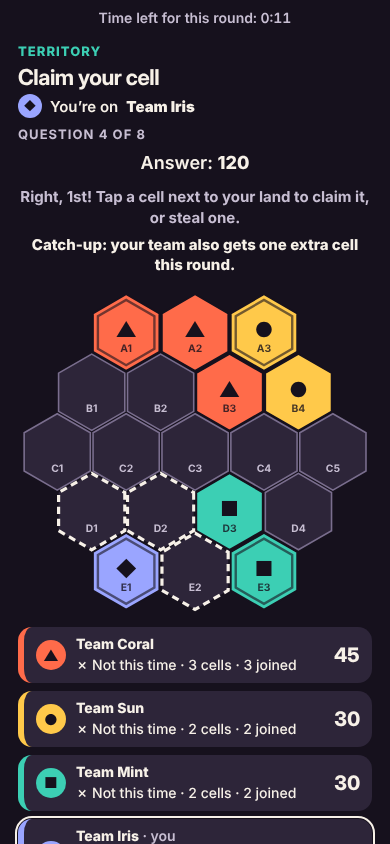 Time left for this round: 0:11
TERRITORY
Claim your cell
You're on Team Iris
QUESTION 4 OF 8
Answer: 120
Right, 1st! Tap a cell next to your land to claim it,
or steal one.
Catch-up: your team also gets one extra cell
this round.
A1 A2 A3
B1 B2 B3 B4
C1 C2 C3 C4 C5
D1 D2 D3 D4
E1 E2 E3
Team Coral
× Not this time · 3 cells · 3 joined
45
Team Sun
× Not this time · 2 cells · 2 joined
30
Team Mint
× Not this time · 2 cells · 2 joined
30
Team Iris · you